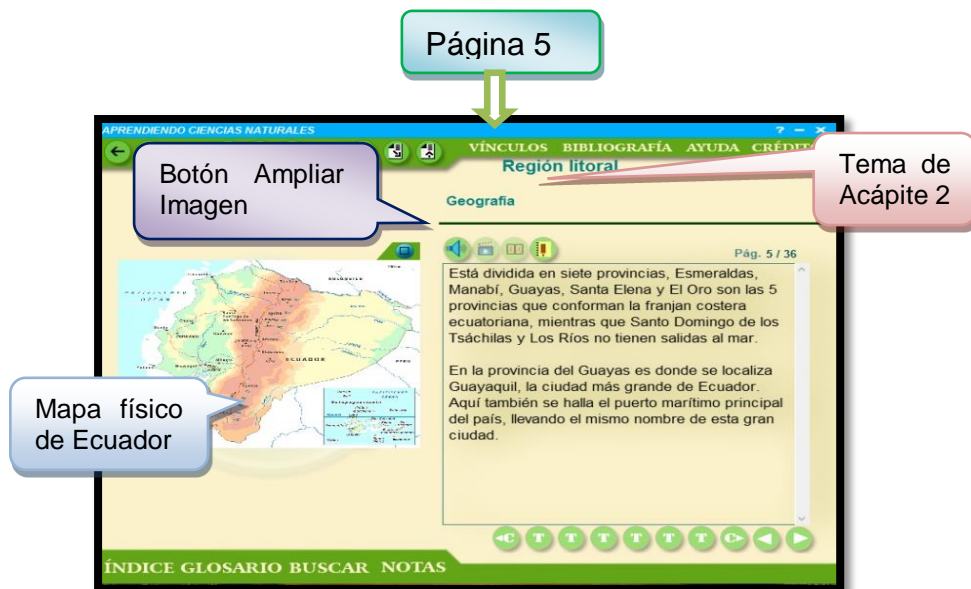 Página 5
APRENDIENDO CIENCIAS NATURALES
? – ×
VÍNCULOS BIBLIOGRAFÍA AYUDA
Región litoral
Geografia
Botón Ampliar
Imagen
Tema de
Acápite 2
Pág. 5 / 36
Está dividida en siete provincias, Esmeraldas,
Manabí, Guayas, Santa Elena y El Oro son las 5
provincias que conforman la franjan costera
ecuatoriana, mientras que Santo Domingo de los
Tsáchilas y Los Ríos no tienen salidas al mar.
En la provincia del Guayas es donde se localiza
Guayaquil, la ciudad más grande de Ecuador.
Aquí también se halla el puerto marítimo principal
del país, llevando el mismo nombre de esta gran
ciudad.
ECUADOR
Mapa físico
de Ecuador
C T T T T T T C
ÍNDICE GLOSARIO BUSCAR NOTAS